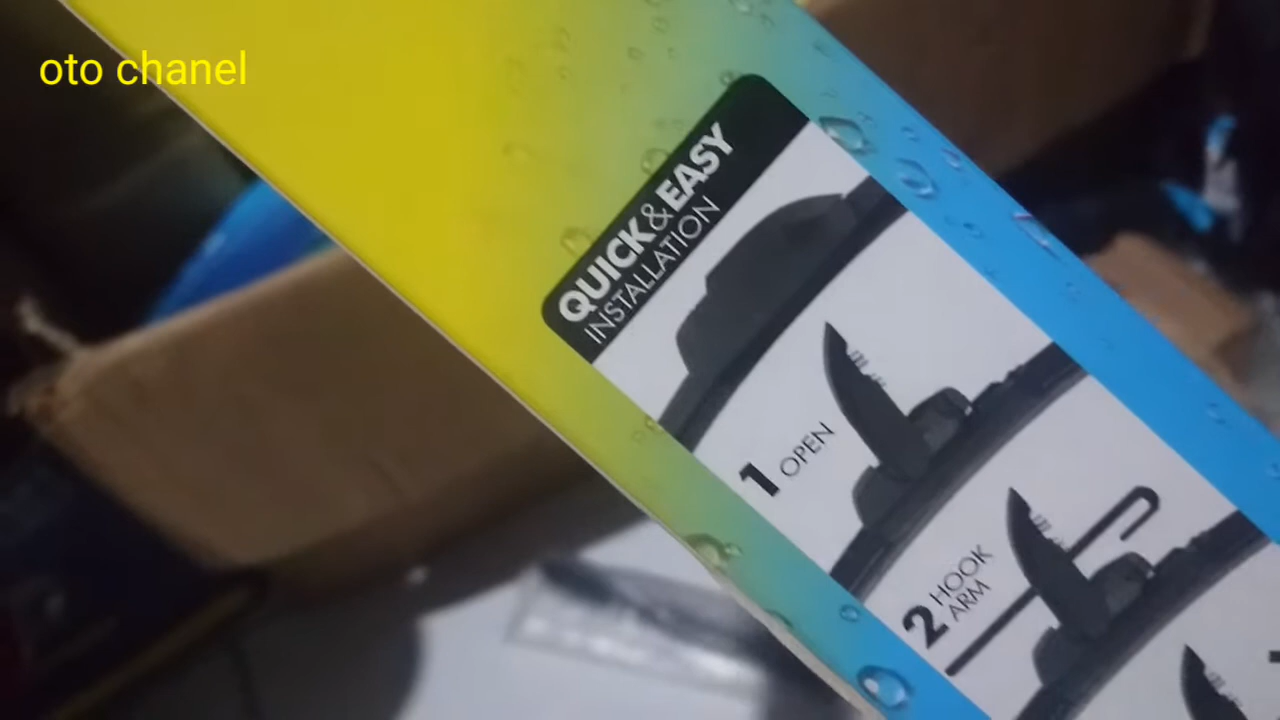 oto chanel
QUICK & EASY
INSTALLATION
1 OPEN
2 HOOK
ARM